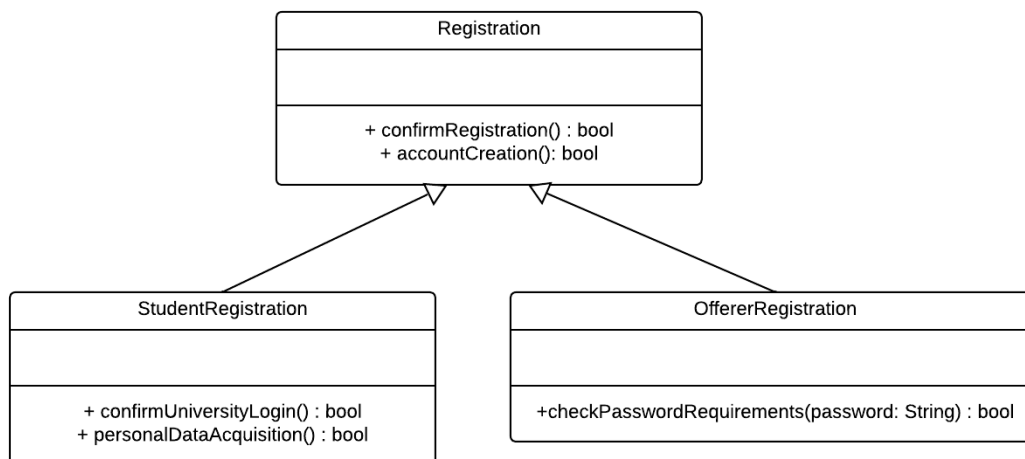 Registration
+ confirmRegistration() : bool
+ accountCreation(): bool
StudentRegistration
+ confirmUniversityLogin() : bool
+ personalDataAcquisition() : bool
OffererRegistration
+checkPasswordRequirements(password: String) : bool